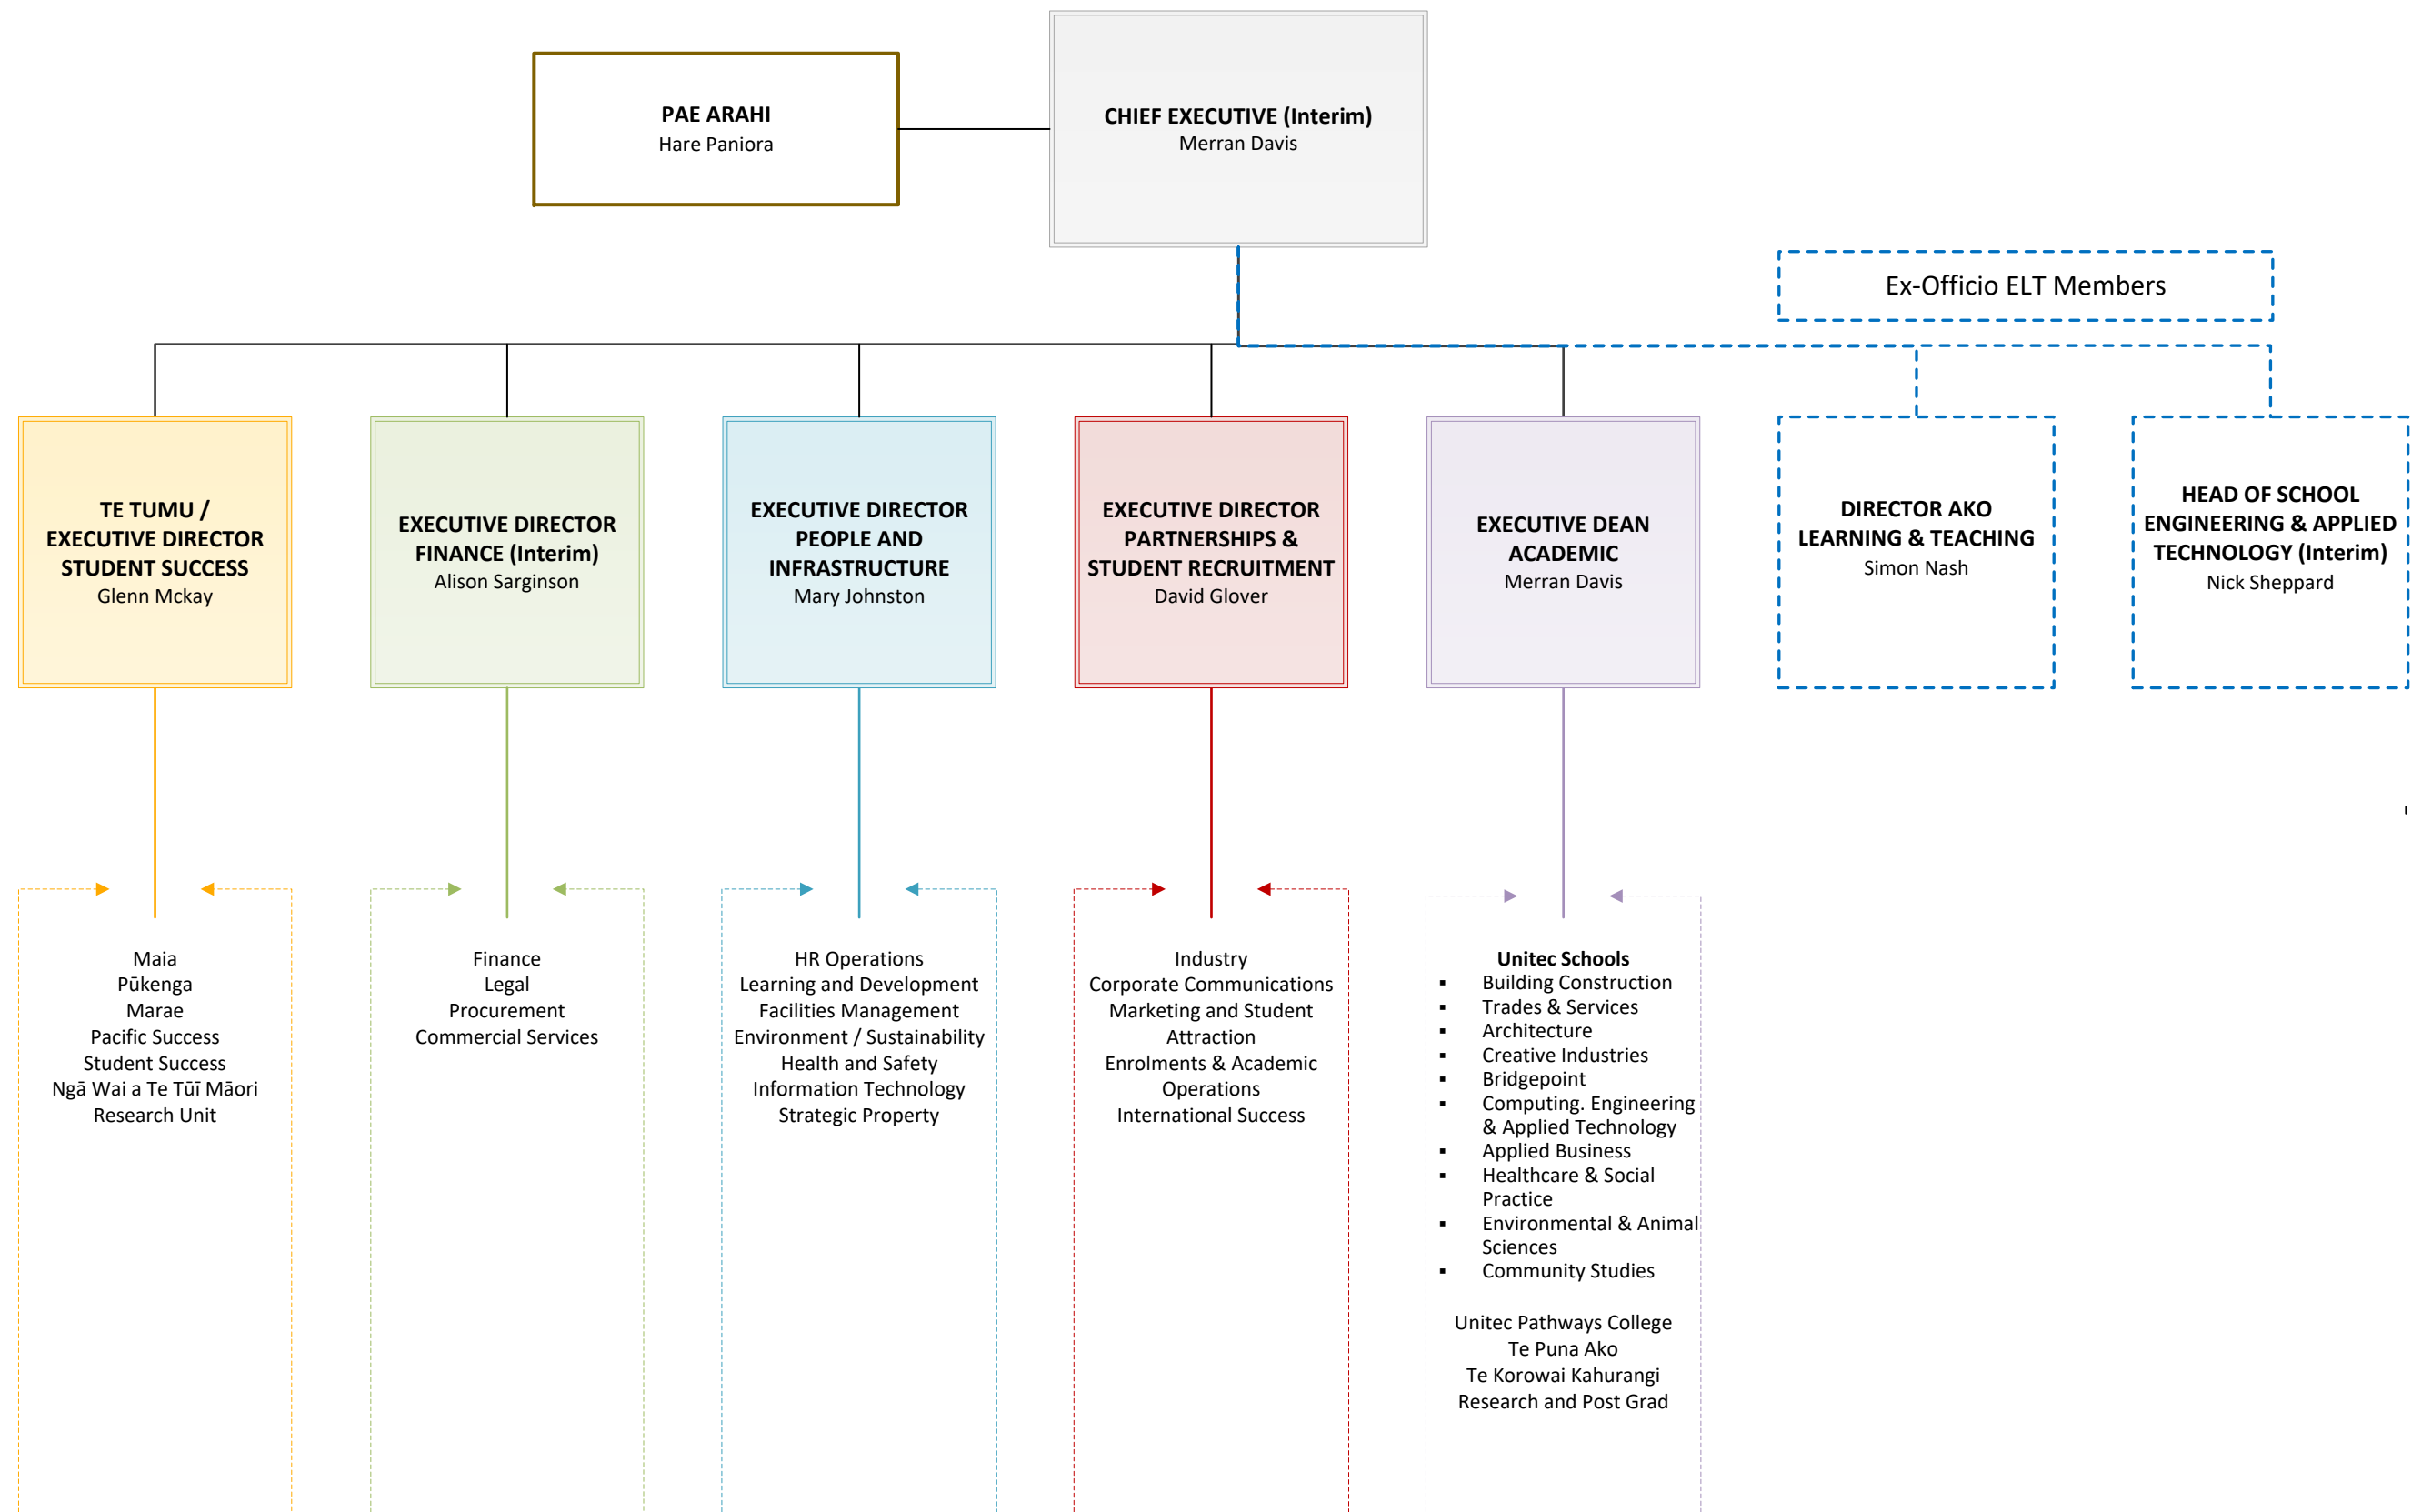 PAE ARAHI
Hare Paniora
CHIEF EXECUTIVE (Interim)
Merran Davis
Ex-Officio ELT Members
TE TUMU /
EXECUTIVE DIRECTOR
STUDENT SUCCESS
Glenn Mckay
EXECUTIVE DIRECTOR
FINANCE (Interim)
Alison Sarginson
EXECUTIVE DIRECTOR
PEOPLE AND
INFRASTRUCTURE
Mary Johnston
EXECUTIVE DIRECTOR
PARTNERSHIPS &
STUDENT RECRUITMENT
David Glover
EXECUTIVE DEAN
ACADEMIC
Merran Davis
DIRECTOR AKO
LEARNING & TEACHING
Simon Nash
HEAD OF SCHOOL
ENGINEERING & APPLIED
TECHNOLOGY (Interim)
Nick Sheppard
Maia
Pūkenga
Marae
Pacific Success
Student Success
Ngā Wai a Te Tūī Māori
Research Unit
Finance
Legal
Procurement
Commercial Services
HR Operations
Learning and Development
Facilities Management
Environment / Sustainability
Health and Safety
Information Technology
Strategic Property
Industry
Corporate Communications
Marketing and Student
Attraction
Enrolments & Academic
Operations
International Success
Unitec Schools
▪ Building Construction
▪ Trades & Services
▪ Architecture
▪ Creative Industries
▪ Bridgepoint
▪ Computing. Engineering
& Applied Technology
▪ Applied Business
▪ Healthcare & Social
Practice
▪ Environmental & Animal
Sciences
▪ Community Studies
Unitec Pathways College
Te Puna Ako
Te Korowai Kahurangi
Research and Post Grad